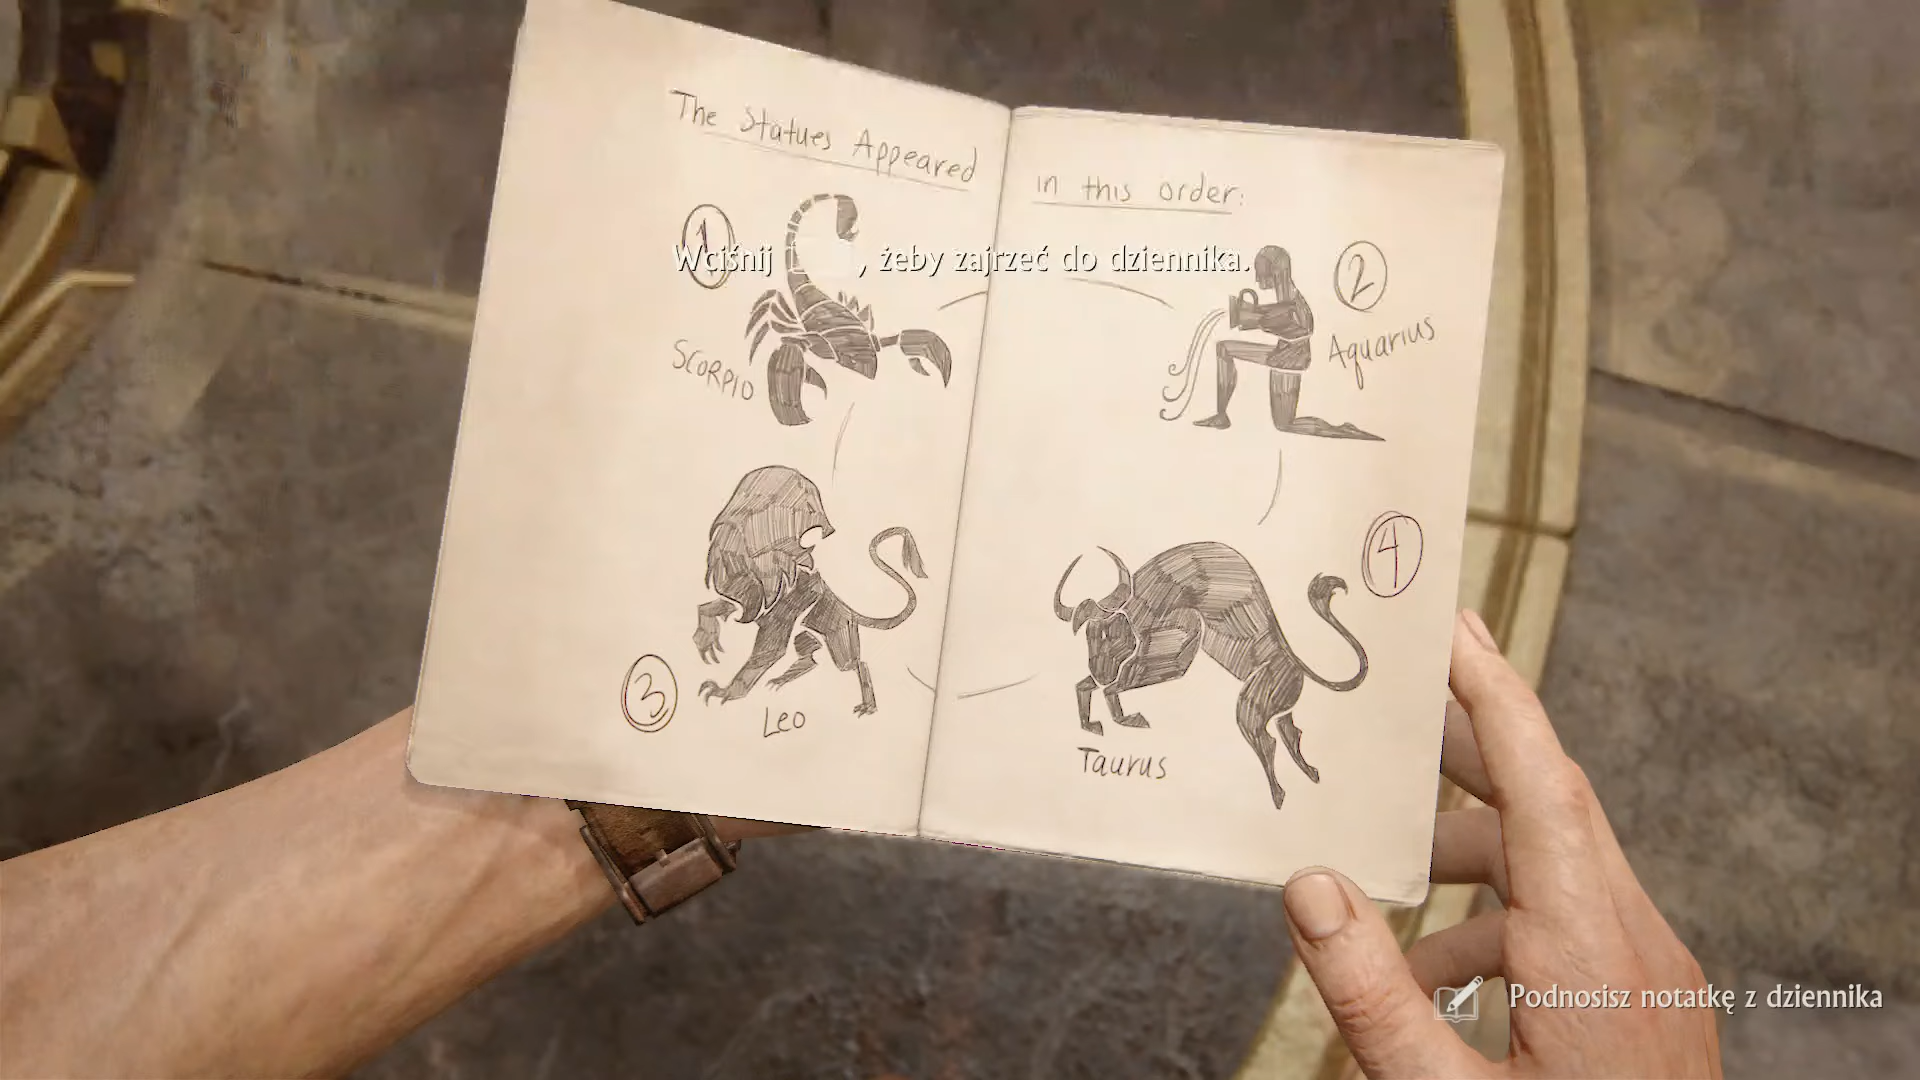 The Statues Appeared
in this order:
1
Wciśnij , żeby zajrzeć do dziennika.
2
SCORPIO
Aquarius
3
Leo
4
Taurus
Podnosisz notatkę z dziennika